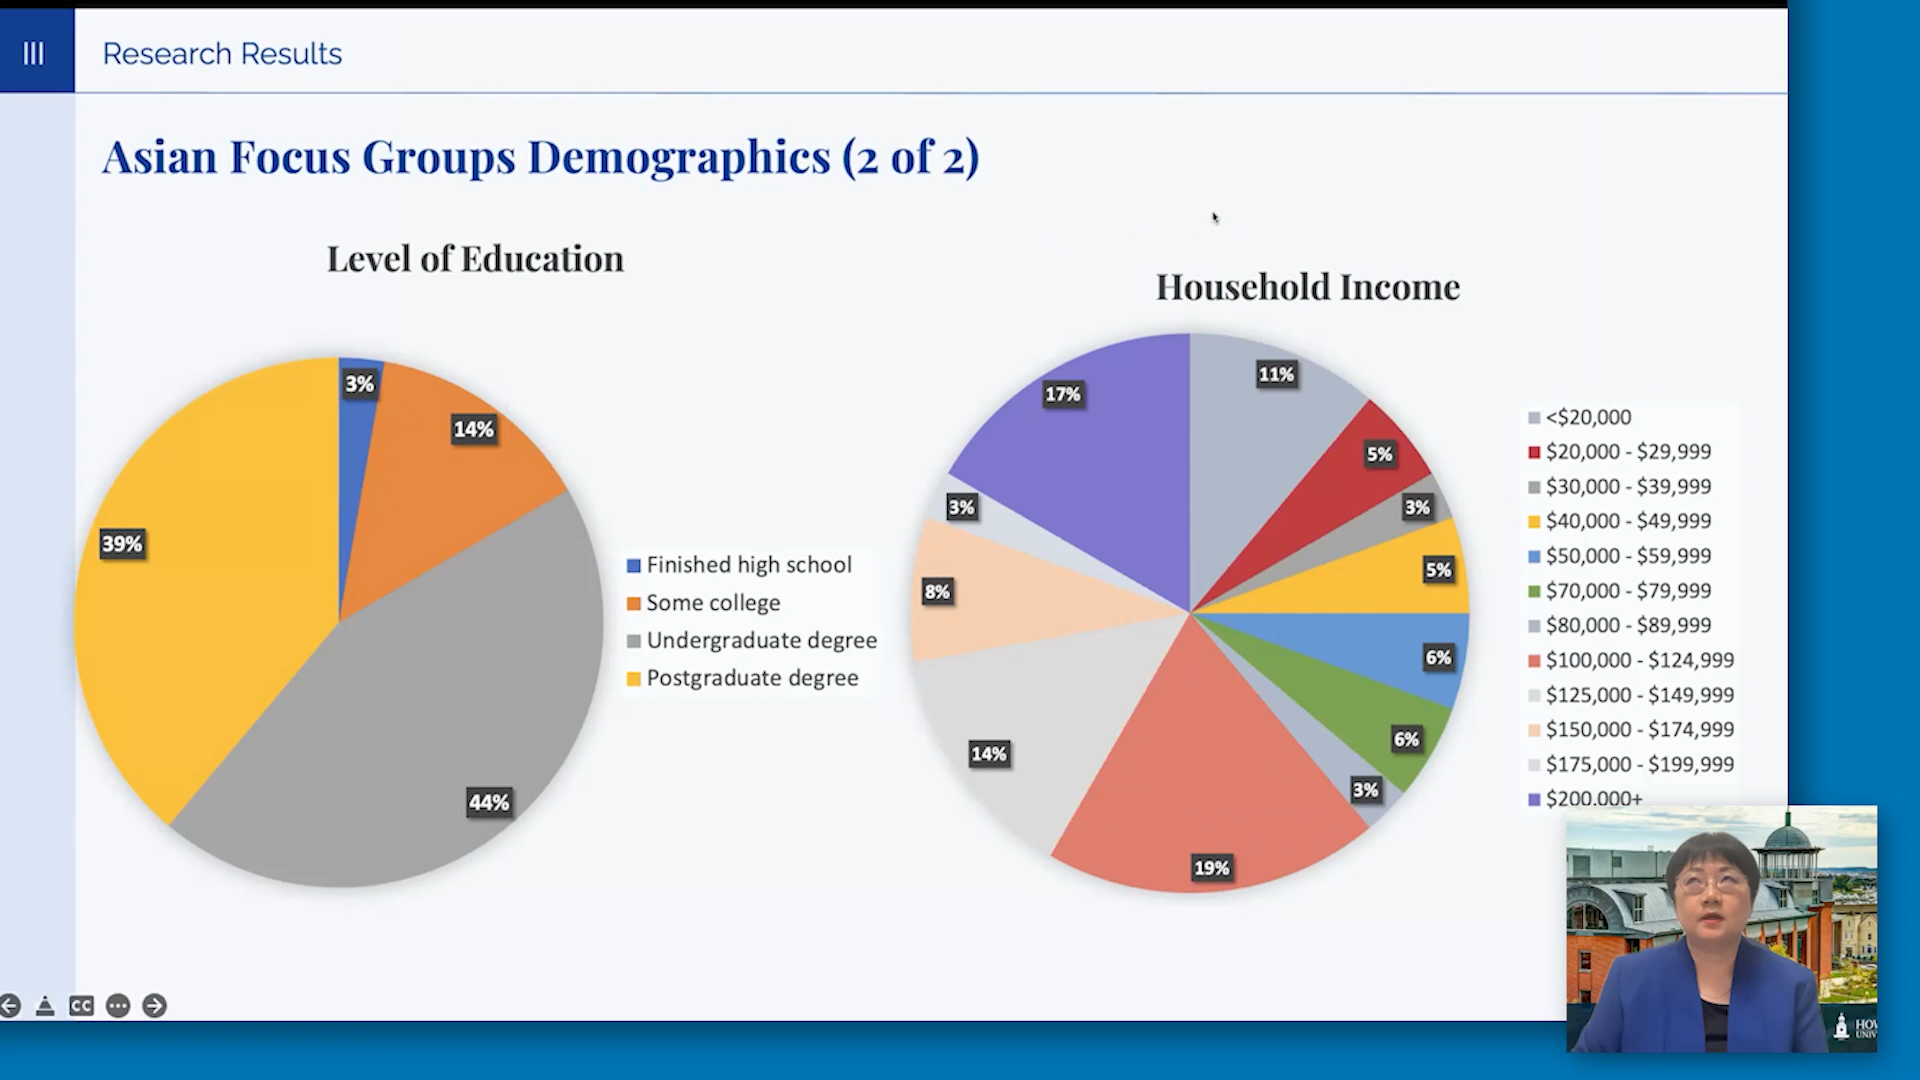 Research Results
Asian Focus Groups Demographics (2 of 2)
Level of Education
3%
14%
39%
44%
Finished high school
Some college
Undergraduate degree
Postgraduate degree
Household Income
11%
17%
5%
3%
3%
5%
8%
6%
6%
14%
3%
19%
<$20,000
$20,000 - $29,999
$30,000 - $39,999
$40,000 - $49,999
$50,000 - $59,999
$70,000 - $79,999
$80,000 - $89,999
$100,000 - $124,999
$125,000 - $149,999
$150,000 - $174,999
$175,000 - $199,999
$200,000+
CC